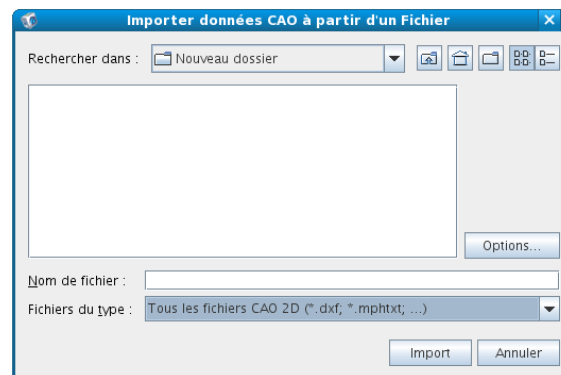 Importer données CAO à partir d'un Fichier
Rechercher dans :
Nouveau dossier
Options...
Nom de fichier :
Fichiers du type :
Tous les fichiers CAO 2D (*.dxf; *.mphtxt; ...)
Import
Annuler